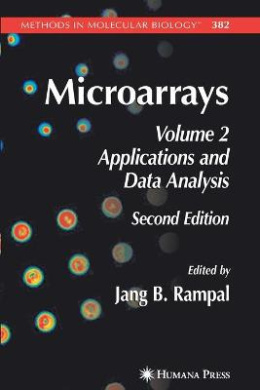 METHODS IN MOLECULAR BIOLOGY™ 382
Microarrays
Volume 2
Applications and
Data Analysis
Second Edition
Edited by
Jang B. Rampal
HUMANA PRESS